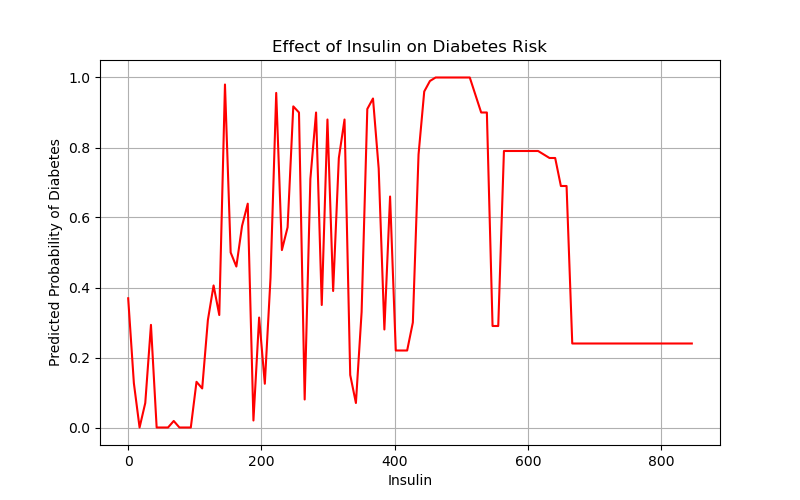 Effect of Insulin on Diabetes Risk
Predicted Probability of Diabetes
1.0
0.8
0.6
0.4
0.2
0.0
0 200 400 600 800
Insulin